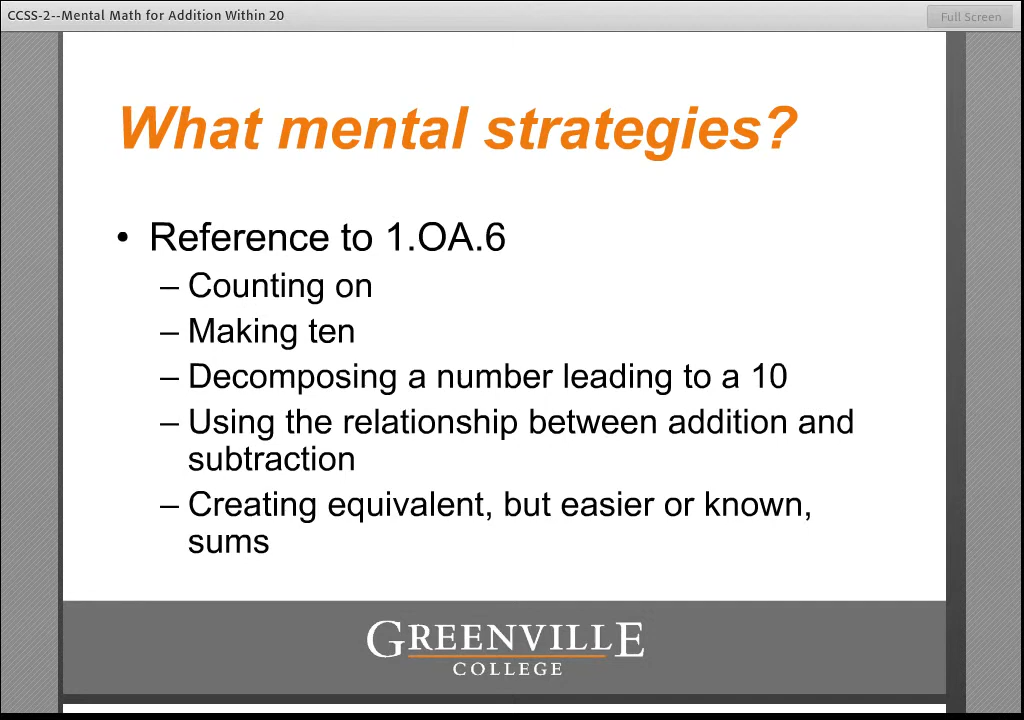 CCSS-2--Mental Math for Addition Within 20
Full Screen
What mental strategies?
• Reference to 1.OA.6
– Counting on
– Making ten
– Decomposing a number leading to a 10
– Using the relationship between addition and
subtraction
– Creating equivalent, but easier or known,
sums
GREENVILLE
COLLEGE